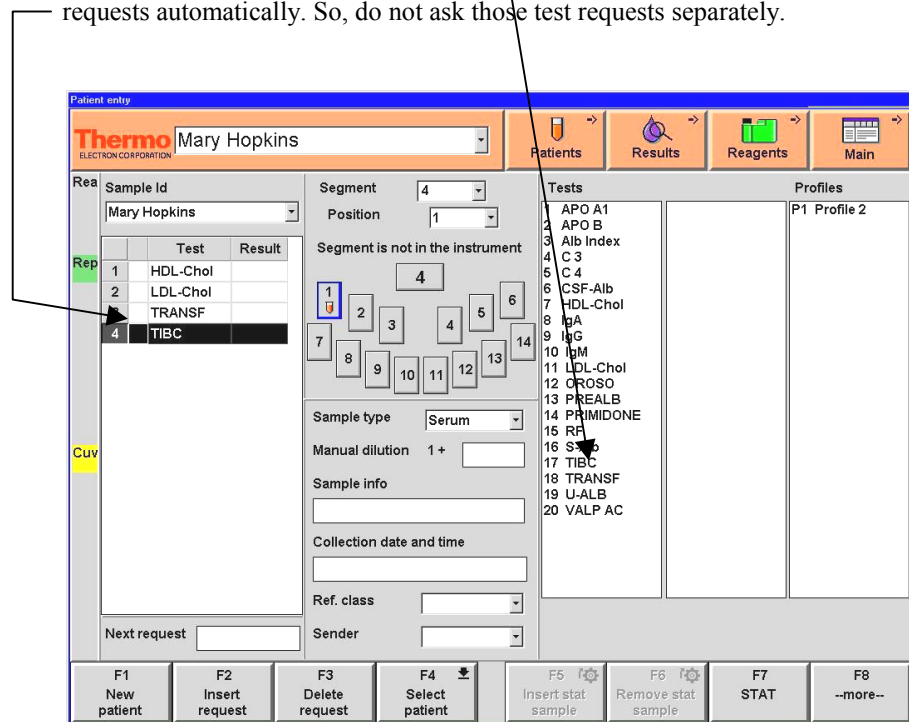 requests automatically. So, do not ask those test requests separately.
Patient entry
Thermo
ELECTRON CORPORATION
Mary Hopkins
Patients
Results
Reagents
Main
Rea
Rep
Cuv
Sample Id
Mary Hopkins
Test Result
1 HDL-Chol
2 LDL-Chol
3 TRANSF
4 TIBC
Next request
Segment 4
Position 1
Segment is not in the instrument
4
1 2 3 4 5 6
7 8 9 10 11 12 13 14
Sample type Serum
Manual dilution 1 +
Sample info
Collection date and time
Ref. class
Sender
Tests
1 APO A1
2 APO B
3 Alb Index
4 C 3
5 C 4
6 CSF-Alb
7 HDL-Chol
8 IgA
9 IgG
10 IgM
11 LDL-Chol
12 OROSO
13 PREALB
14 PRIMIDONE
15 RF
16
17 TIBC
18 TRANSF
19 U-ALB
20 VALP AC
Profiles
P1 Profile 2
F1
New
patient
F2
Insert
request
F3
Delete
request
F4
Select
patient
F5
Insert stat
sample
F6
Remove stat
sample
F7
STAT
F8
--more--